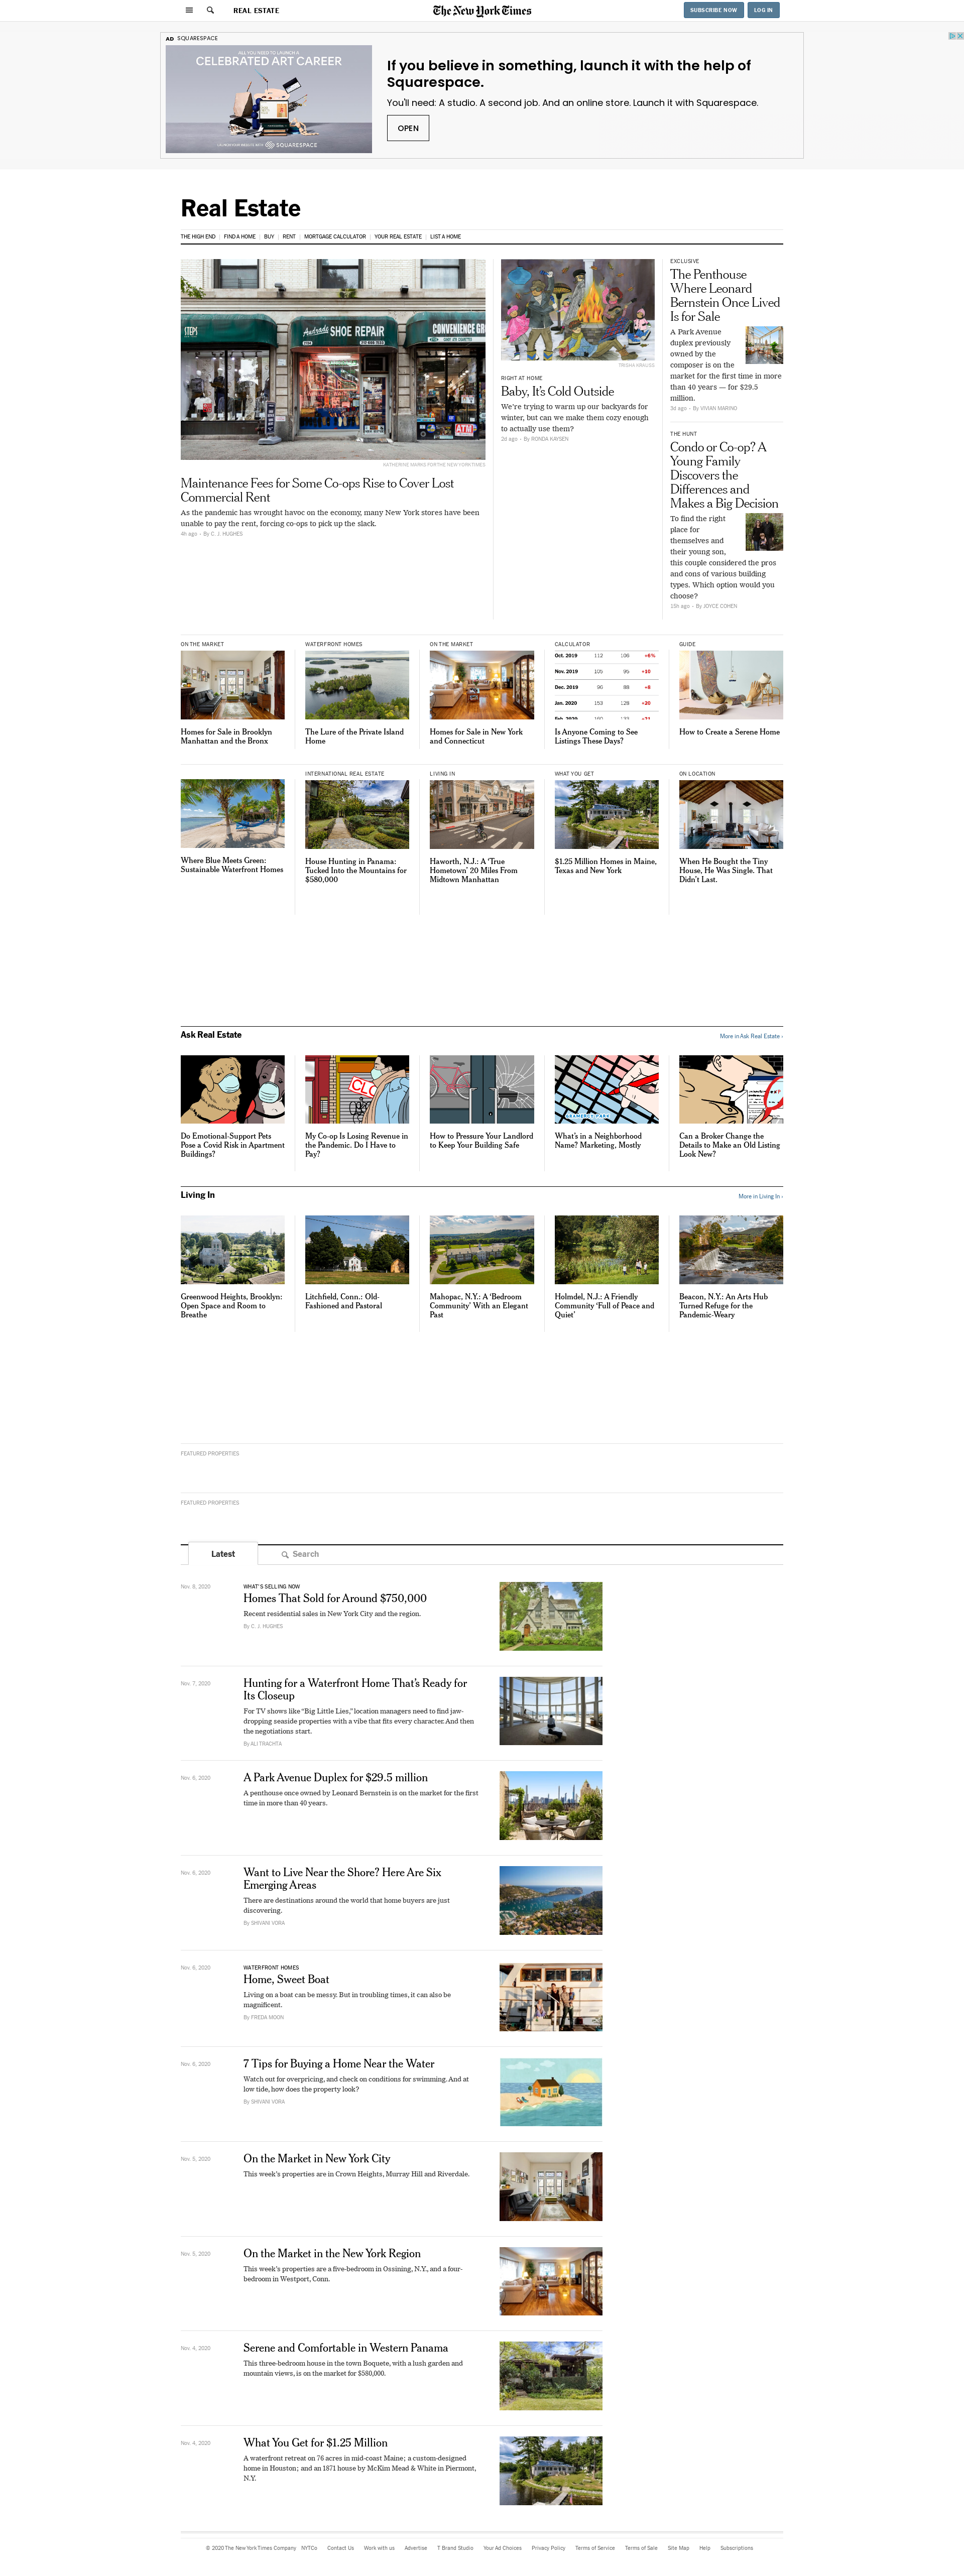 REAL ESTATE
The New York Times
SUBSCRIBE NOW
LOG IN
AD SQUARESPACE
ALL YOU NEED TO LAUNCH A
CELEBRATED ART CAREER
SQUARESPACE
If you believe in something, launch it with the help of
Squarespace.
You'll need: A studio. A second job. And an online store. Launch it with Squarespace.
OPEN
Real Estate
THE HIGH END | FIND A HOME | BUY | RENT | MORTGAGE CALCULATOR | YOUR REAL ESTATE | LIST A HOME
Andrade SHOE REPAIR
CONVENIENCE GR
STEPS
ATM
KATHERINE MARKS FOR THE NEW YORK TIMES
Maintenance Fees for Some Co-ops Rise to Cover Lost
Commercial Rent
As the pandemic has wrought havoc on the economy, many New York stores have been
unable to pay the rent, forcing co-ops to pick up the slack.
4h ago - By C. J. HUGHES
TRISHA KRAUSS
RIGHT AT HOME
Baby, It's Cold Outside
We're trying to warm up our backyards for
winter, but can we make them cozy enough
to actually use them?
2d ago - By RONDA KAYSEN
EXCLUSIVE
The Penthouse
Where Leonard
Bernstein Once Lived
Is for Sale
A Park Avenue
duplex previously
owned by the
composer is on the
market for the first time in more
than 40 years — for $29.5
million.
3d ago - By VIVIAN MARINO
THE HUNT
Condo or Co-op? A
Young Family
Discovers the
Differences and
Makes a Big Decision
To find the right
place for
themselves and
their young son,
this couple considered the pros
and cons of various building
types. Which option would you
choose?
15h ago - By JOYCE COHEN
ON THE MARKET
Homes for Sale in Brooklyn
Manhattan and the Bronx
WATERFRONT HOMES
The Lure of the Private Island
Home
ON THE MARKET
Homes for Sale in New York
and Connecticut
CALCULATOR
Oct. 2019 112 106 +6%
Nov. 2019 105 95 +10
Dec. 2019 96 88 +8
Jan. 2020 153 128 +20
Is Anyone Coming to See
Listings These Days?
GUIDE
How to Create a Serene Home
Where Blue Meets Green:
Sustainable Waterfront Homes
INTERNATIONAL REAL ESTATE
House Hunting in Panama:
Tucked Into the Mountains for
$580,000
LIVING IN
Haworth, N.J.: A 'True
Hometown' 20 Miles From
Midtown Manhattan
WHAT YOU GET
$1.25 Million Homes in Maine,
Texas and New York
ON LOCATION
When He Bought the Tiny
House, He Was Single. That
Didn't Last.
Ask Real Estate
More in Ask Real Estate ›
CLO
GRAMERCY PARK
Do Emotional-Support Pets
Pose a Covid Risk in Apartment
Buildings?
My Co-op Is Losing Revenue in
the Pandemic. Do I Have to
Pay?
How to Pressure Your Landlord
to Keep Your Building Safe
What's in a Neighborhood
Name? Marketing, Mostly
Can a Broker Change the
Details to Make an Old Listing
Look New?
Living In
More in Living In ›
Greenwood Heights, Brooklyn:
Open Space and Room to
Breathe
Litchfield, Conn.: Old-
Fashioned and Pastoral
Mahopac, N.Y.: A 'Bedroom
Community' With an Elegant
Past
Holmdel, N.J.: A Friendly
Community 'Full of Peace and
Quiet'
Beacon, N.Y.: An Arts Hub
Turned Refuge for the
Pandemic-Weary
FEATURED PROPERTIES
FEATURED PROPERTIES
Latest
Search
Nov. 8, 2020
WHAT'S SELLING NOW
Homes That Sold for Around $750,000
Recent residential sales in New York City and the region.
By C. J. HUGHES
Nov. 7, 2020
Hunting for a Waterfront Home That's Ready for
Its Closeup
For TV shows like "Big Little Lies," location managers need to find jaw-
dropping seaside properties with a vibe that fits every character. And then
the negotiations start.
By ALI TRACHTA
Nov. 6, 2020
A Park Avenue Duplex for $29.5 million
A penthouse once owned by Leonard Bernstein is on the market for the first
time in more than 40 years.
Nov. 6, 2020
Want to Live Near the Shore? Here Are Six
Emerging Areas
There are destinations around the world that home buyers are just
discovering.
By SHIVANI VORA
Nov. 6, 2020
WATERFRONT HOMES
Home, Sweet Boat
Living on a boat can be messy. But in troubling times, it can also be
magnificent.
By FREDA MOON
Nov. 6, 2020
7 Tips for Buying a Home Near the Water
Watch out for overpricing, and check on conditions for swimming. And at
low tide, how does the property look?
By SHIVANI VORA
Nov. 5, 2020
On the Market in New York City
This week's properties are in Crown Heights, Murray Hill and Riverdale.
Nov. 5, 2020
On the Market in the New York Region
This week's properties are a five-bedroom in Ossining, N.Y., and a four-
bedroom in Westport, Conn.
Nov. 4, 2020
Serene and Comfortable in Western Panama
This three-bedroom house in the town Boquete, with a lush garden and
mountain views, is on the market for $580,000.
Nov. 4, 2020
What You Get for $1.25 Million
A waterfront retreat on 76 acres in mid-coast Maine; a custom-designed
home in Houston; and an 1871 house by McKim Mead & White in Piermont,
N.Y.
© 2020 The New York Times Company NYTCo Contact Us Work with us Advertise T Brand Studio Your Ad Choices Privacy Policy Terms of Service Terms of Sale Site Map Help Subscriptions